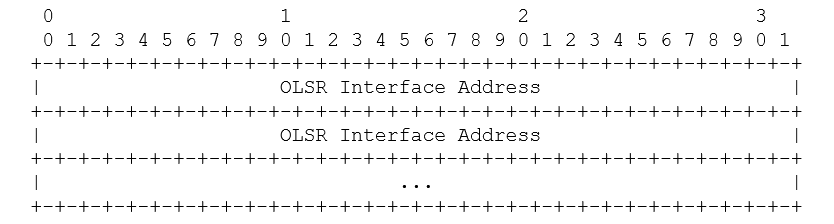 0                   1                   2                   3
 0 1 2 3 4 5 6 7 8 9 0 1 2 3 4 5 6 7 8 9 0 1 2 3 4 5 6 7 8 9 0 1
+-+-+-+-+-+-+-+-+-+-+-+-+-+-+-+-+-+-+-+-+-+-+-+-+-+-+-+-+-+-+-+-+
|                    OLSR Interface Address                     |
+-+-+-+-+-+-+-+-+-+-+-+-+-+-+-+-+-+-+-+-+-+-+-+-+-+-+-+-+-+-+-+-+
|                    OLSR Interface Address                     |
+-+-+-+-+-+-+-+-+-+-+-+-+-+-+-+-+-+-+-+-+-+-+-+-+-+-+-+-+-+-+-+-+
|                              ...                              |
+-+-+-+-+-+-+-+-+-+-+-+-+-+-+-+-+-+-+-+-+-+-+-+-+-+-+-+-+-+-+-+-+